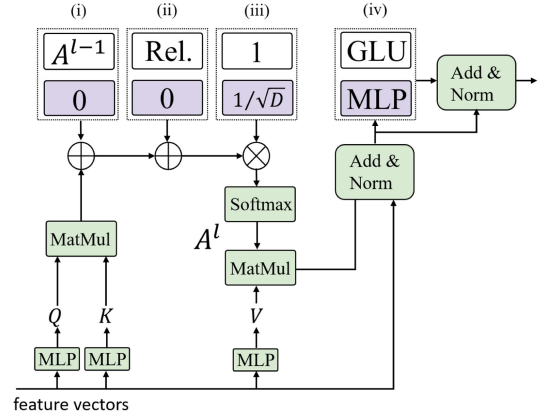 (i) (ii) (iii) (iv)
A^{l-1} Rel. 1 GLU
0 0 1/√D MLP
Add &
Norm
Add &
Norm
Softmax
A^l
MatMul
MatMul
Q K V
MLP MLP MLP
feature vectors